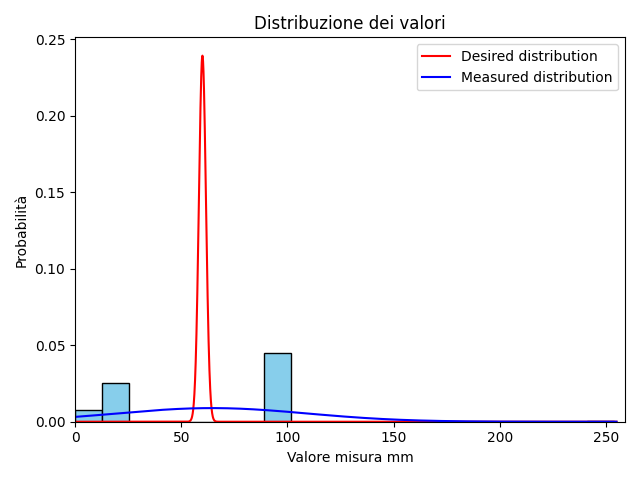 Distribuzione dei valori
Desired distribution
Measured distribution
Probabilità
0.25
0.20
0.15
0.10
0.05
0.00
0 50 100 150 200 250
Valore misura mm